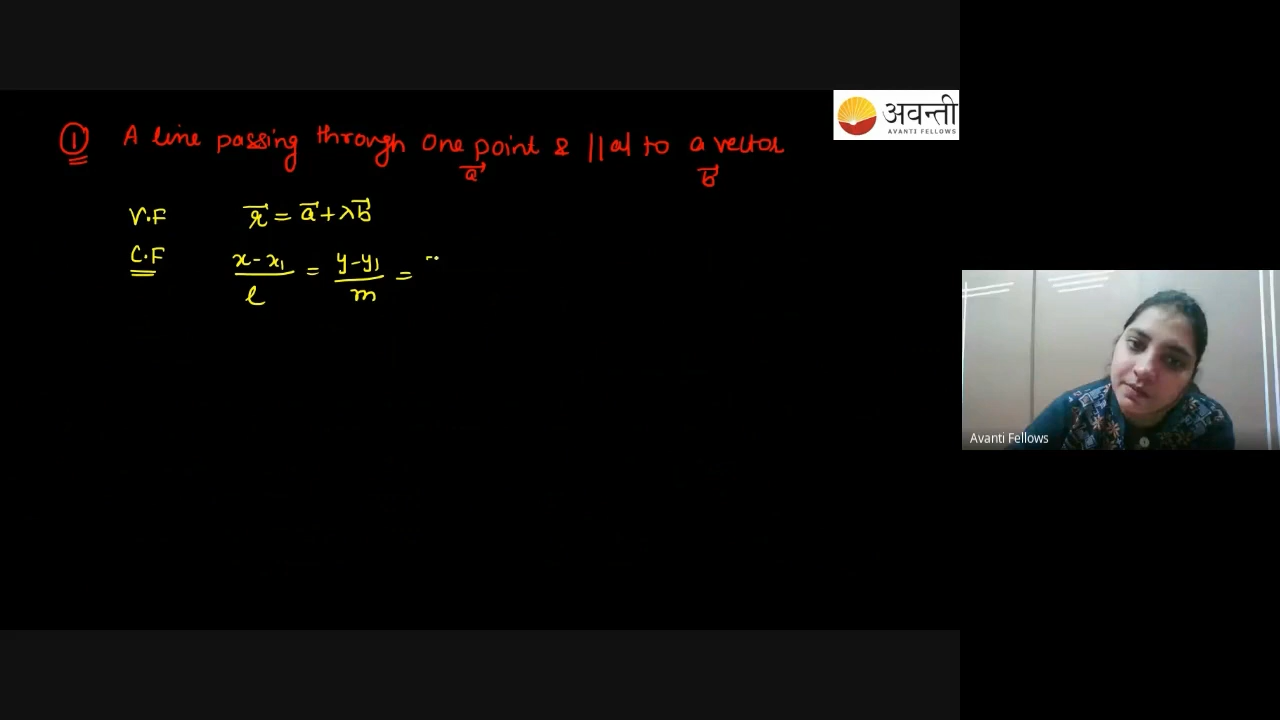 अवन्ती
AVANTI FELLOWS
① A line passing through one point & ||al to a vector
a⃗ b⃗
V.F r⃗ = a⃗ + λb⃗
C.F x - x₁ / l = y - y₁ / m =
Avanti Fellows